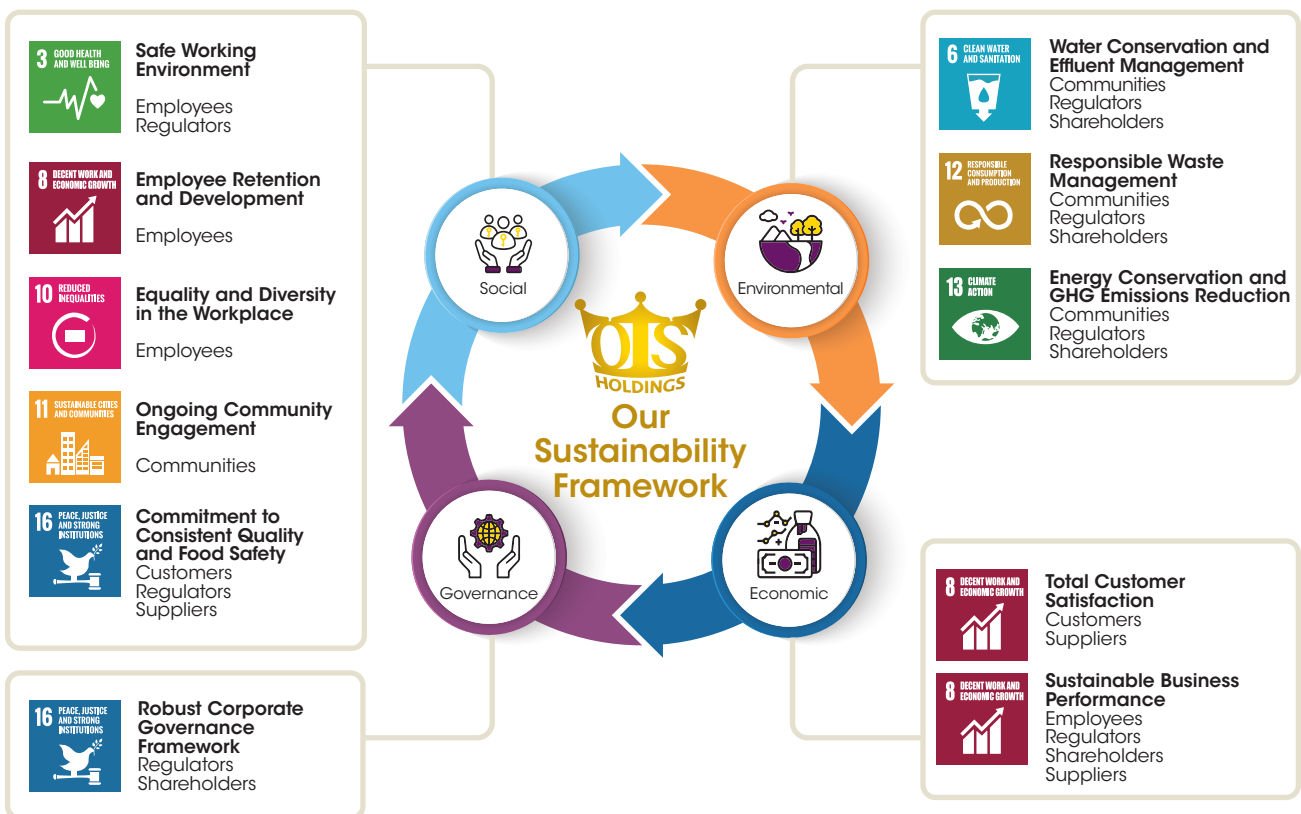 3 GOOD HEALTH
AND WELL BEING
Safe Working
Environment
Employees
Regulators
8 DECENT WORK AND
ECONOMIC GROWTH
Employee Retention
and Development
Employees
10 REDUCED
INEQUALITIES
Equality and Diversity
in the Workplace
Employees
11 SUSTAINABLE CITIES
AND COMMUNITIES
Ongoing Community
Engagement
Communities
16 PEACE, JUSTICE
AND STRONG
INSTITUTIONS
Commitment to
Consistent Quality
and Food Safety
Customers
Regulators
Suppliers
16 PEACE, JUSTICE
AND STRONG
INSTITUTIONS
Robust Corporate
Governance
Framework
Regulators
Shareholders
Social
Environmental
OTS
HOLDINGS
Our
Sustainability
Framework
Governance
Economic
6 CLEAN WATER
AND SANITATION
Water Conservation and
Effluent Management
Communities
Regulators
Shareholders
12 RESPONSIBLE
CONSUMPTION
AND PRODUCTION
Responsible Waste
Management
Communities
Regulators
Shareholders
13 CLIMATE
ACTION
Energy Conservation and
GHG Emissions Reduction
Communities
Regulators
Shareholders
8 DECENT WORK AND
ECONOMIC GROWTH
Total Customer
Satisfaction
Customers
Suppliers
8 DECENT WORK AND
ECONOMIC GROWTH
Sustainable Business
Performance
Employees
Regulators
Shareholders
Suppliers